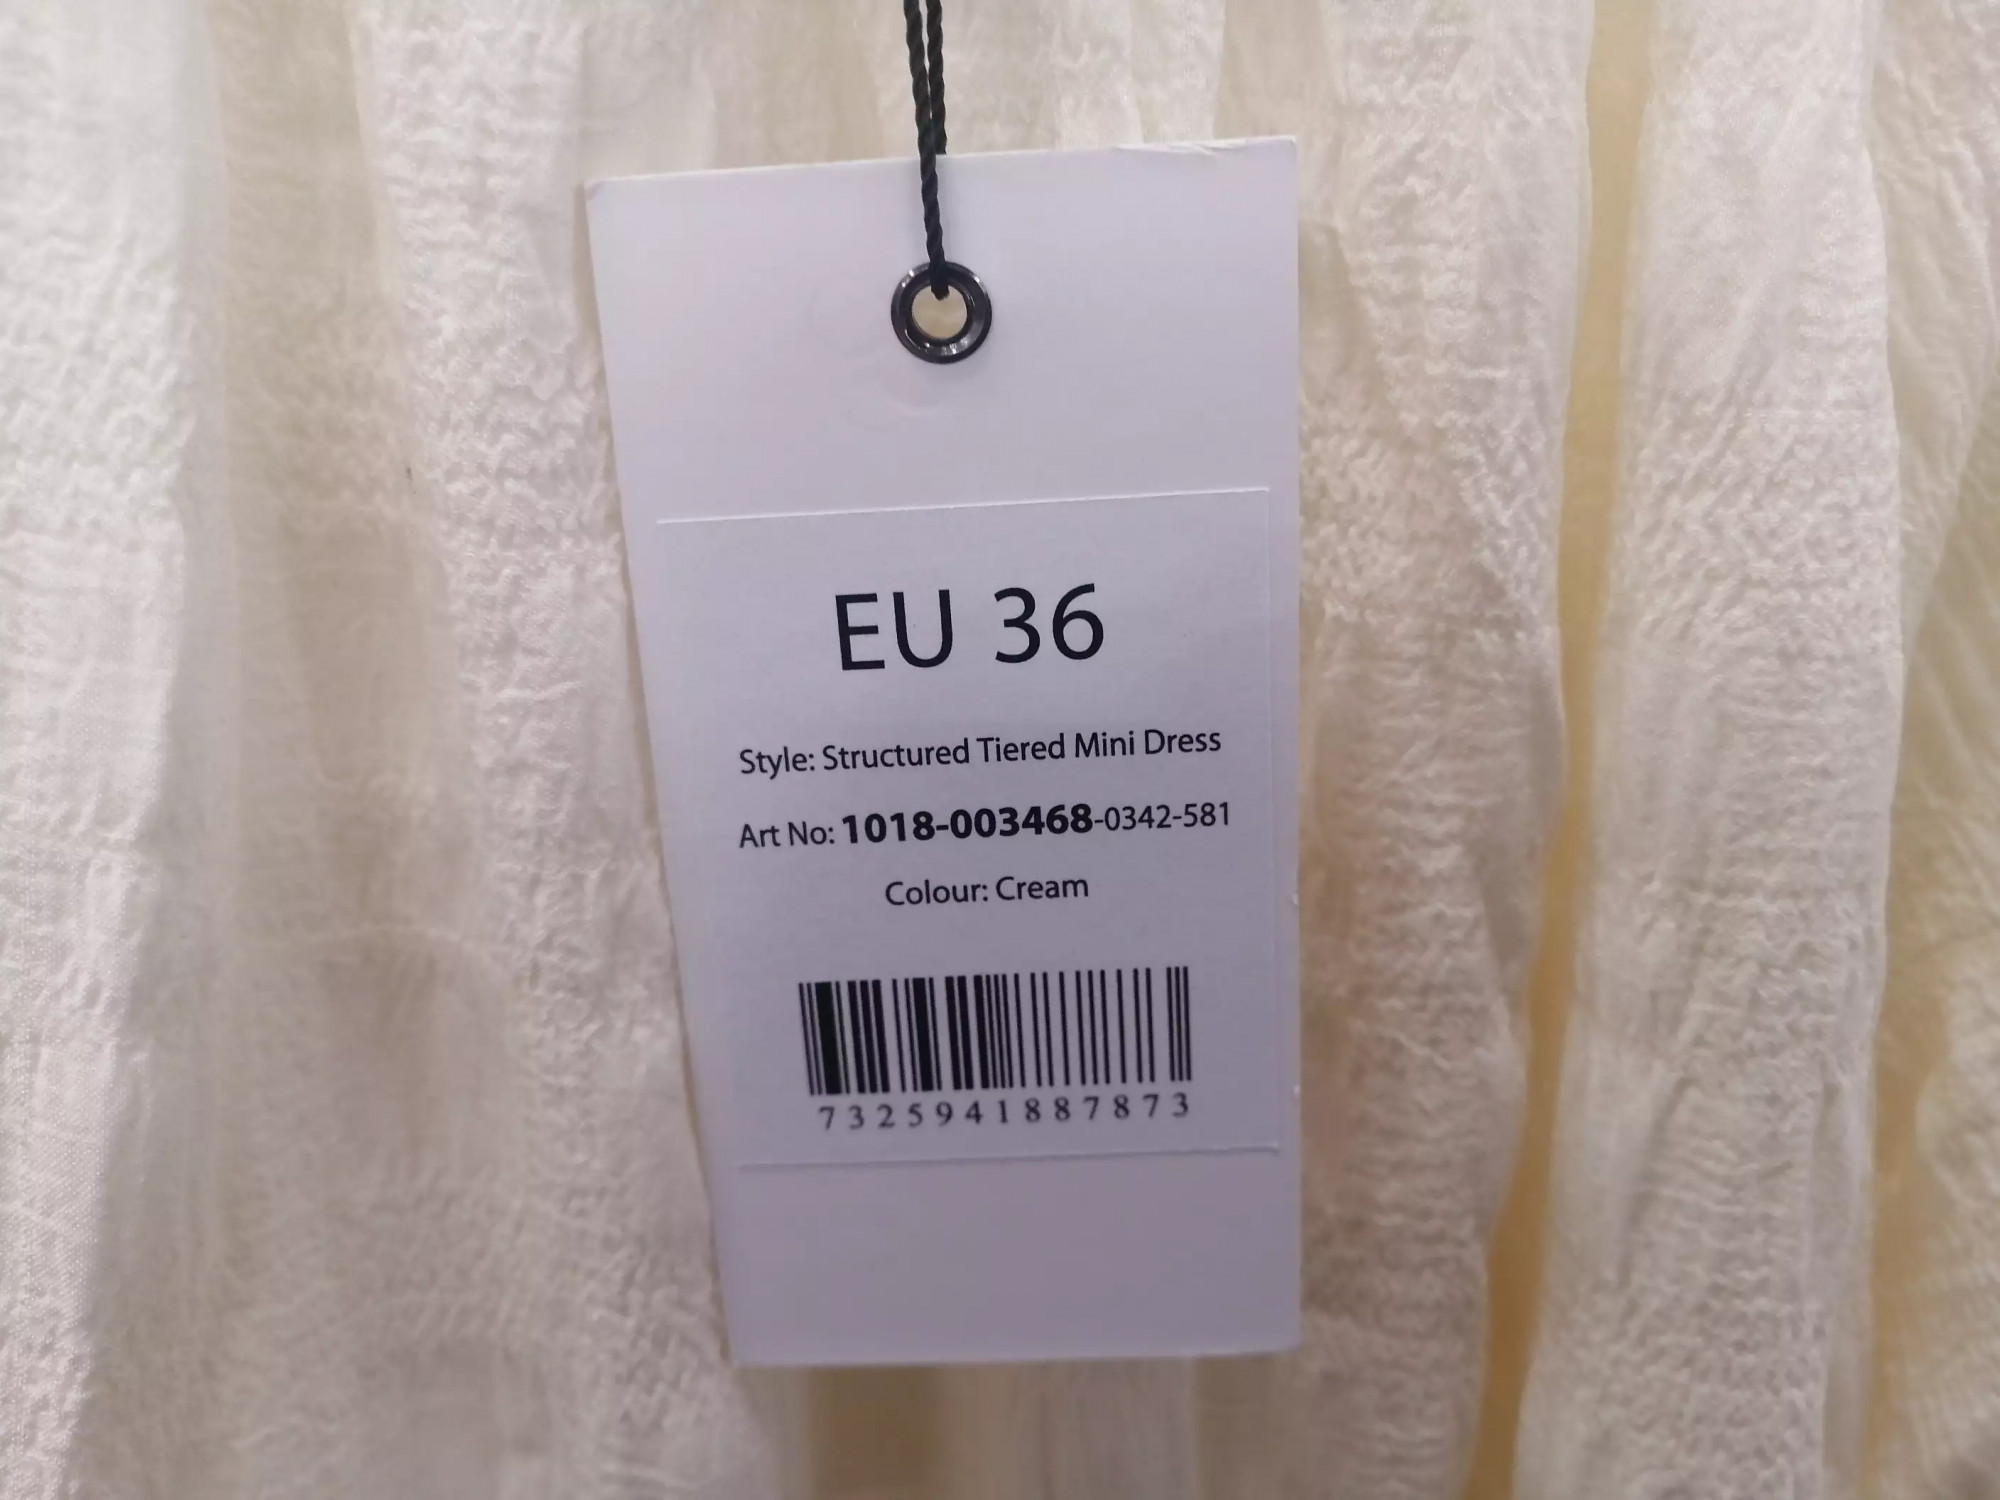 EU 36
Style: Structured Tiered Mini Dress
Art No: 1018-003468-0342-581
Colour: Cream
7325941887873